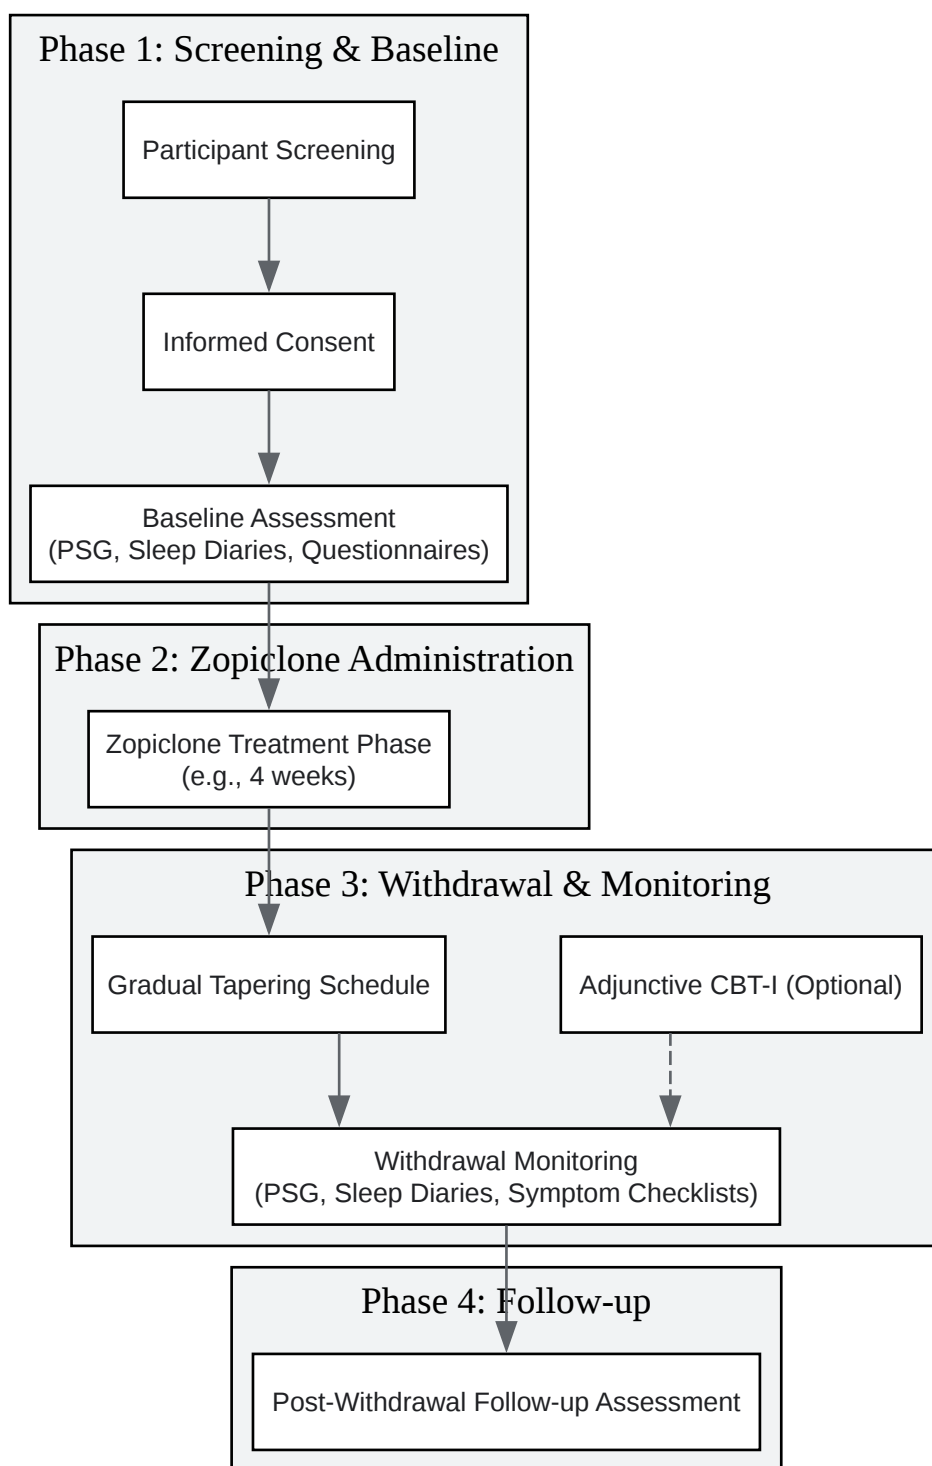 Phase 1: Screening & Baseline
Participant Screening
Informed Consent
Baseline Assessment
(PSG, Sleep Diaries, Questionnaires)
Phase 2: Zopiclone Administration
Zopiclone Treatment Phase
(e.g., 4 weeks)
Phase 3: Withdrawal & Monitoring
Gradual Tapering Schedule
Adjunctive CBT-I (Optional)
Withdrawal Monitoring
(PSG, Sleep Diaries, Symptom Checklists)
Phase 4: Follow-up
Post-Withdrawal Follow-up Assessment